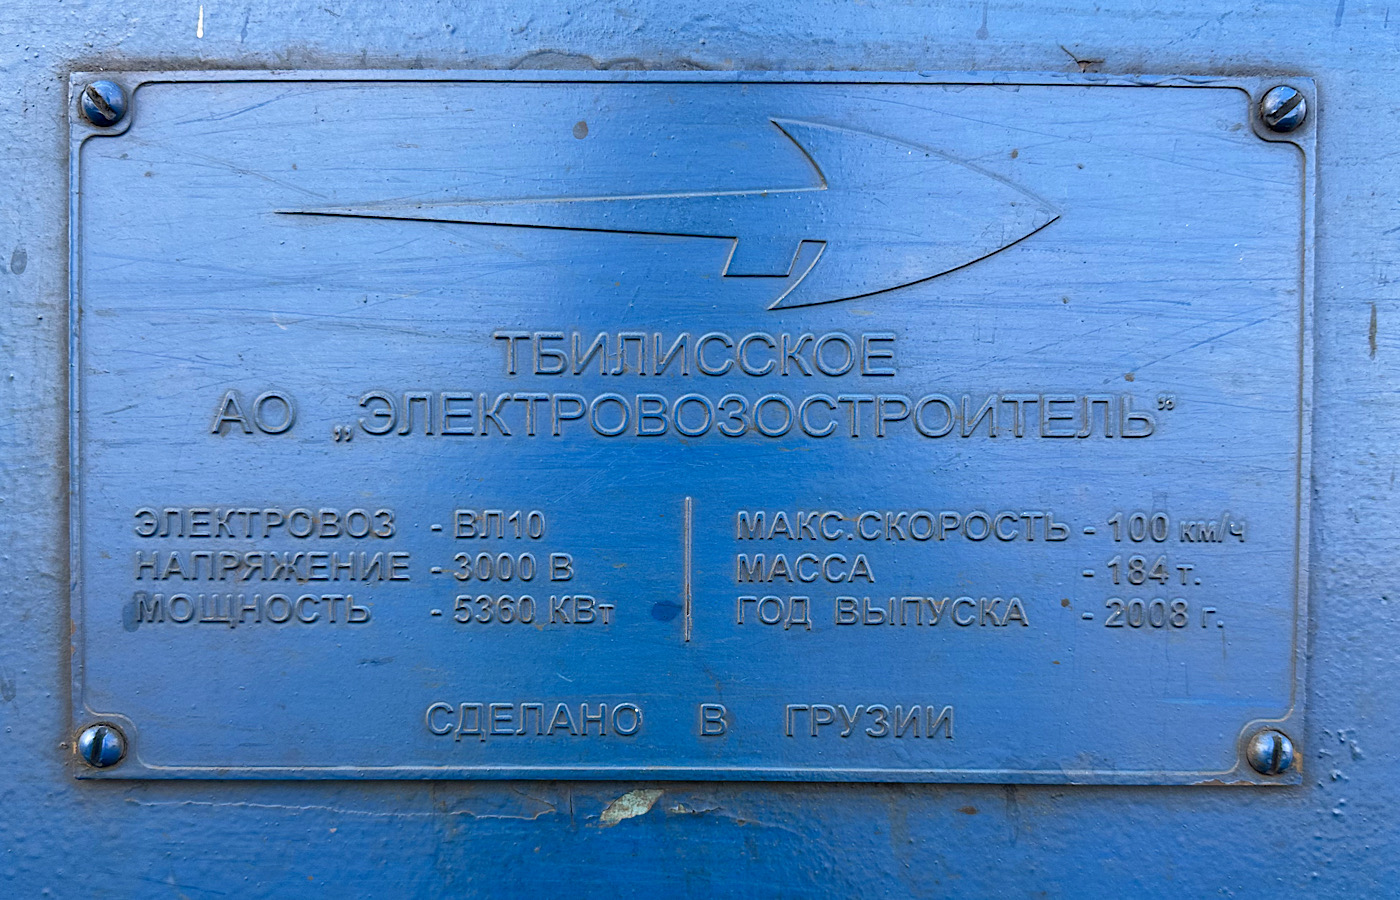 ТБИЛИССКОЕ
АО „ЭЛЕКТРОВОЗОСТРОИТЕЛЬ”
ЭЛЕКТРОВОЗ - ВЛ10
НАПРЯЖЕНИЕ - 3000 В
МОЩНОСТЬ - 5360 КВт
МАКС.СКОРОСТЬ - 100 км/ч
МАССА - 184 т.
ГОД ВЫПУСКА - 2008 г.
СДЕЛАНО В ГРУЗИИ